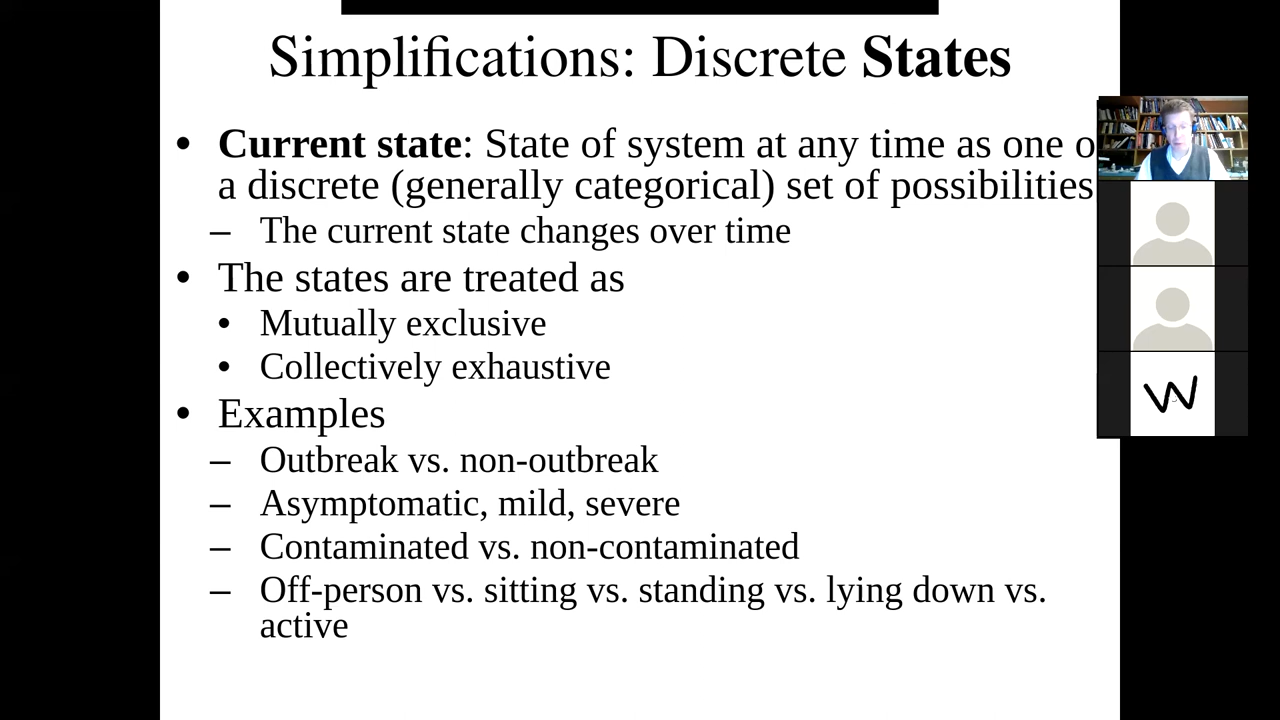 Simplifications: Discrete States
• Current state: State of system at any time as one o
a discrete (generally categorical) set of possibilities
– The current state changes over time
• The states are treated as
• Mutually exclusive
• Collectively exhaustive
• Examples
– Outbreak vs. non-outbreak
– Asymptomatic, mild, severe
– Contaminated vs. non-contaminated
– Off-person vs. sitting vs. standing vs. lying down vs.
active
W